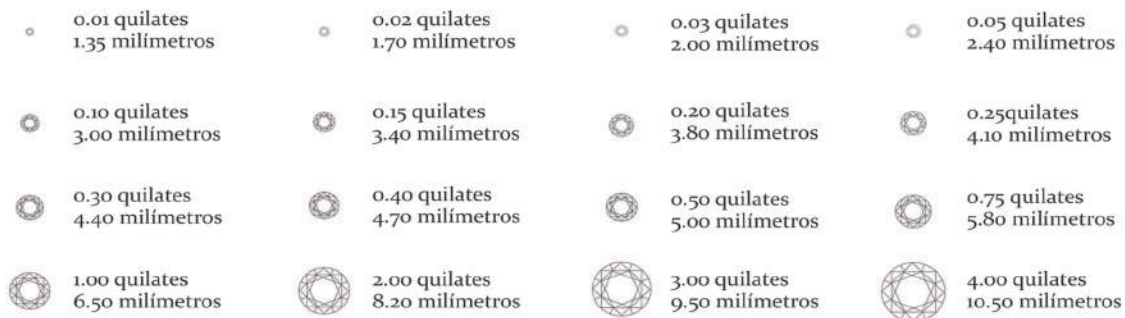 0.01 quilates
1.35 milímetros
0.02 quilates
1.70 milímetros
0.03 quilates
2.00 milímetros
0.05 quilates
2.40 milímetros
0.10 quilates
3.00 milímetros
0.15 quilates
3.40 milímetros
0.20 quilates
3.80 milímetros
0.25quilates
4.10 milímetros
0.30 quilates
4.40 milímetros
0.40 quilates
4.70 milímetros
0.50 quilates
5.00 milímetros
0.75 quilates
5.80 milímetros
1.00 quilates
6.50 milímetros
2.00 quilates
8.20 milímetros
3.00 quilates
9.50 milímetros
4.00 quilates
10.50 milímetros